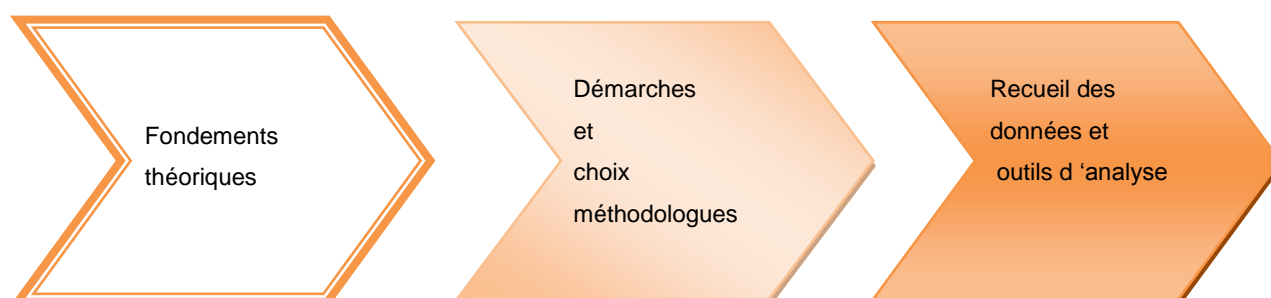 Fondements
théoriques
Démarches
et
choix
méthodologues
Recueil des
données et
outils d ‘analyse